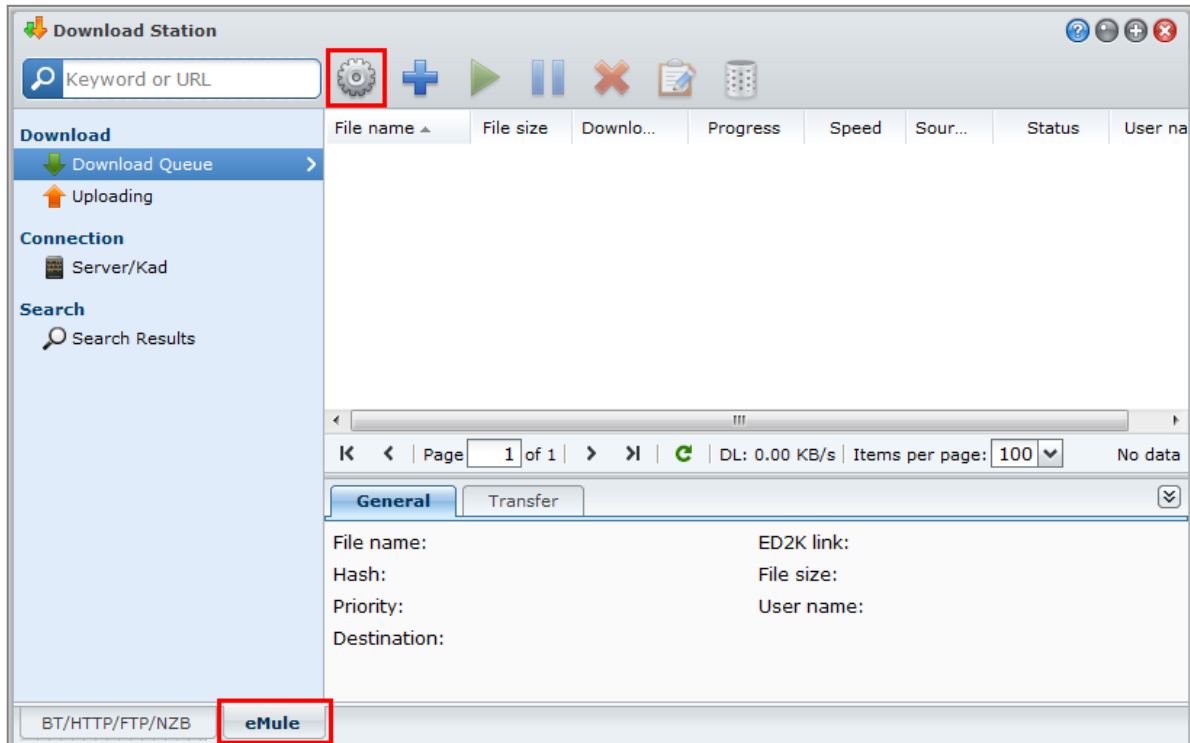 Download Station
Keyword or URL
Download
Download Queue
Uploading
Connection
Server/Kad
Search
Search Results
File name File size Downlo... Progress Speed Sour... Status User na
Page 1 of 1 DL: 0.00 KB/s Items per page: 100 No data
General Transfer
File name: ED2K link:
Hash: File size:
Priority: User name:
Destination:
BT/HTTP/FTP/NZB eMule